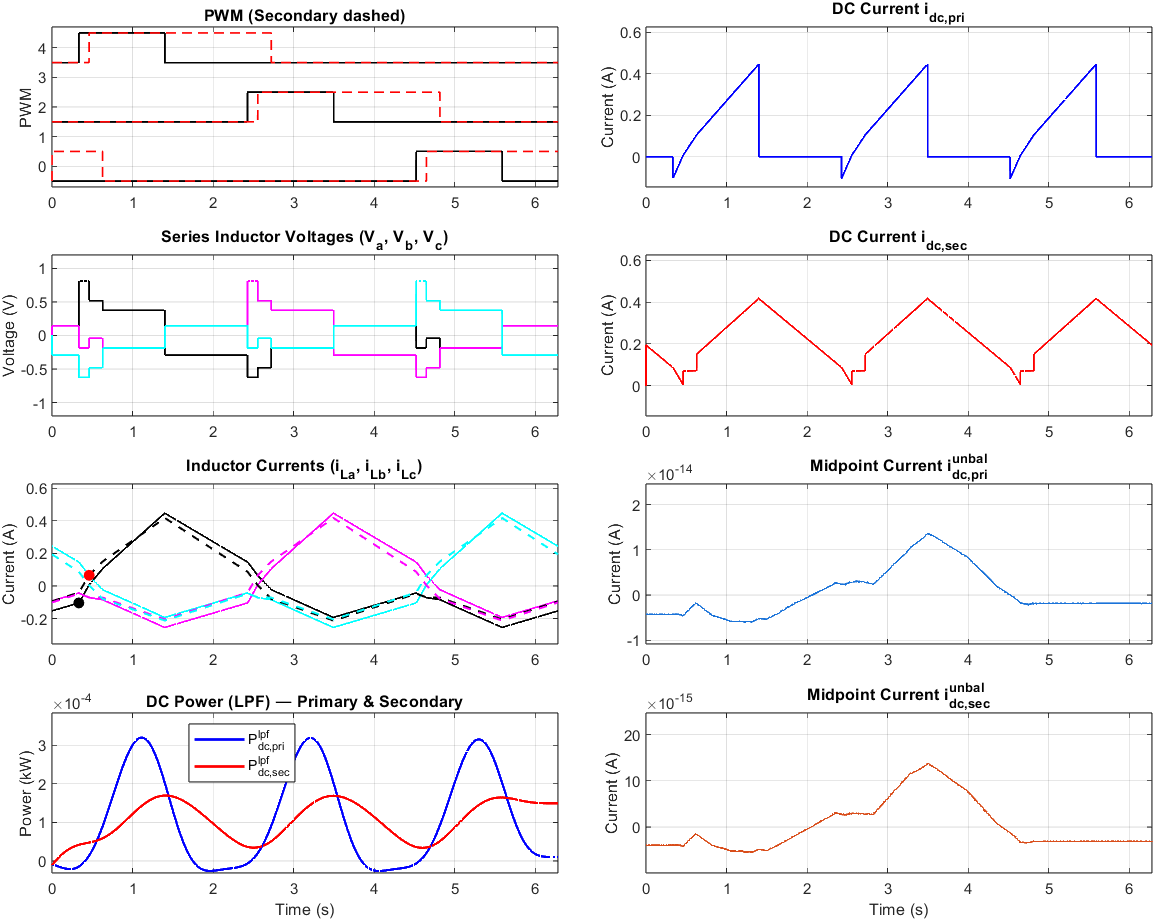 PWM (Secondary dashed)
PWM
4
3
2
1
0
0 1 2 3 4 5 6
DC Current i_dc,pri
Current (A)
0.6
0.4
0.2
0
0 1 2 3 4 5 6
Series Inductor Voltages (V_a, V_b, V_c)
Voltage (V)
1
0.5
0
-0.5
-1
0 1 2 3 4 5 6
DC Current i_dc,sec
Current (A)
0.6
0.4
0.2
0
0 1 2 3 4 5 6
Inductor Currents (i_La, i_Lb, i_Lc)
Current (A)
0.6
0.4
0.2
0
-0.2
0 1 2 3 4 5 6
Midpoint Current i_dc,pri^unbal
×10^-14
Current (A)
2
1
0
-1
0 1 2 3 4 5 6
DC Power (LPF) — Primary & Secondary
×10^-4
Power (kW)
3
2
1
0
P_dc,pri^lpf
P_dc,sec^lpf
0 1 2 3 4 5 6
Time (s)
Midpoint Current i_dc,sec^unbal
×10^-15
Current (A)
20
10
0
0 1 2 3 4 5 6
Time (s)